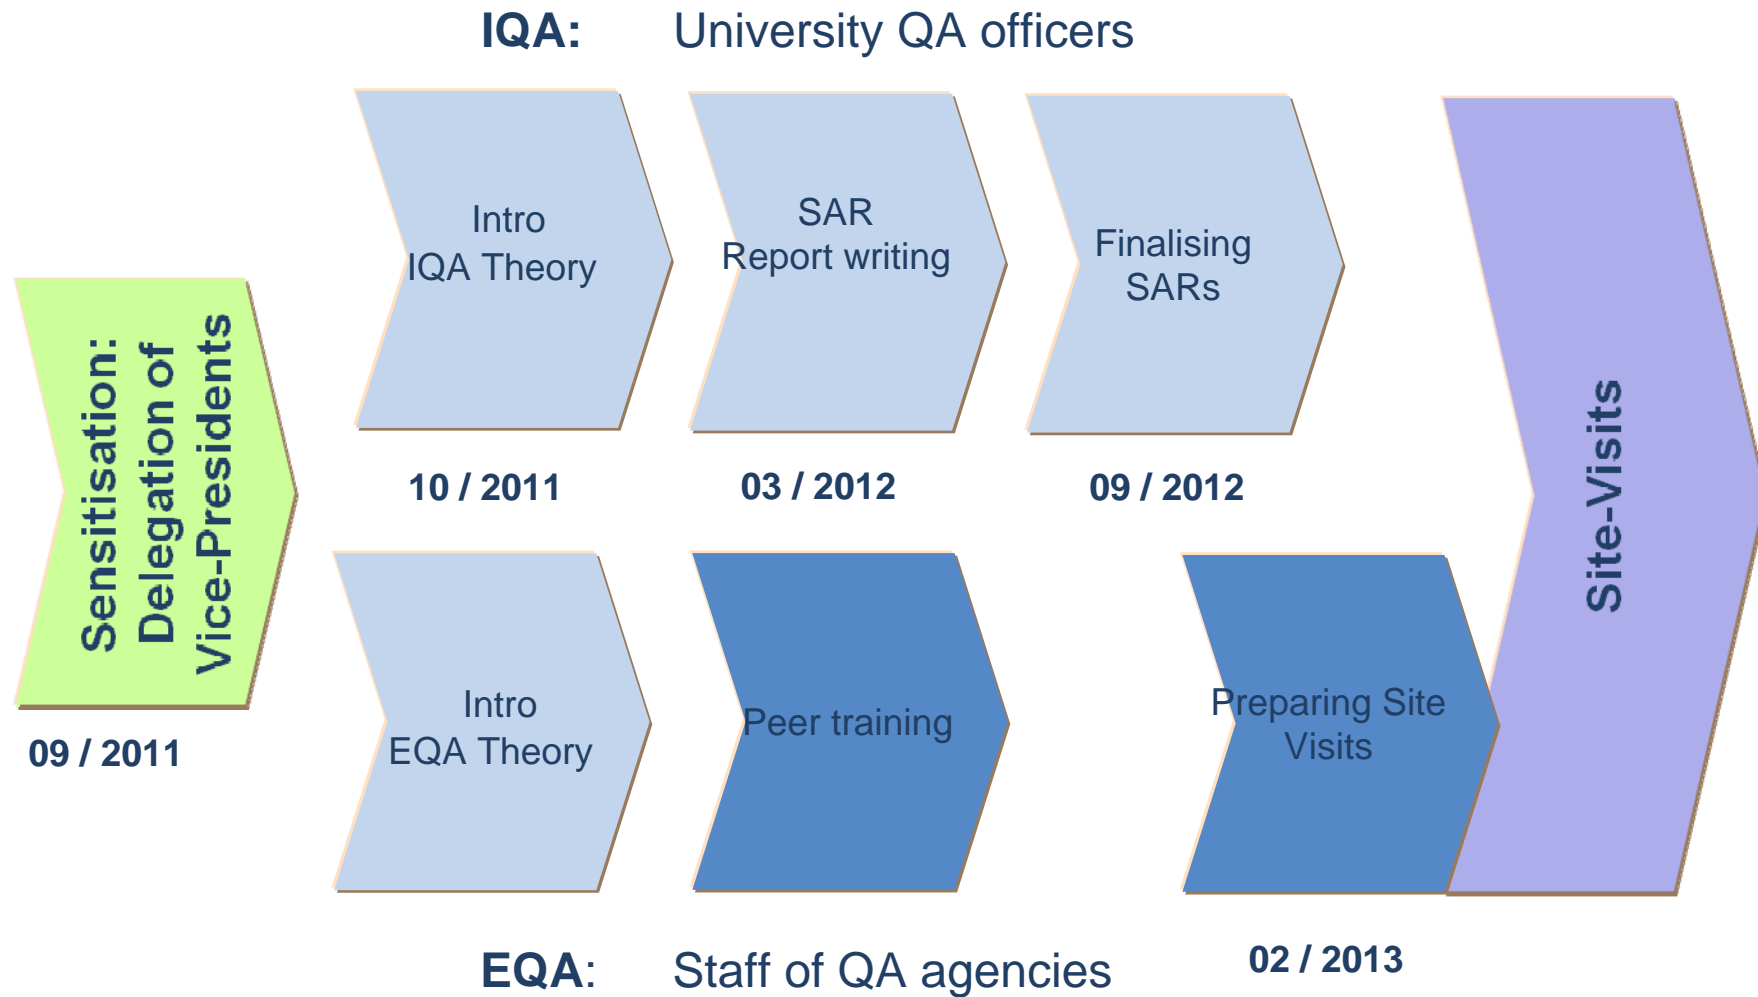 IQA: University QA officers
Sensitisation:
Delegation of
Vice-Presidents
09 / 2011
Intro
IQA Theory
10 / 2011
SAR
Report writing
03 / 2012
Finalising
SARs
09 / 2012
Intro
EQA Theory
Peer training
Preparing Site
Visits
02 / 2013
Site-Visits
EQA: Staff of QA agencies